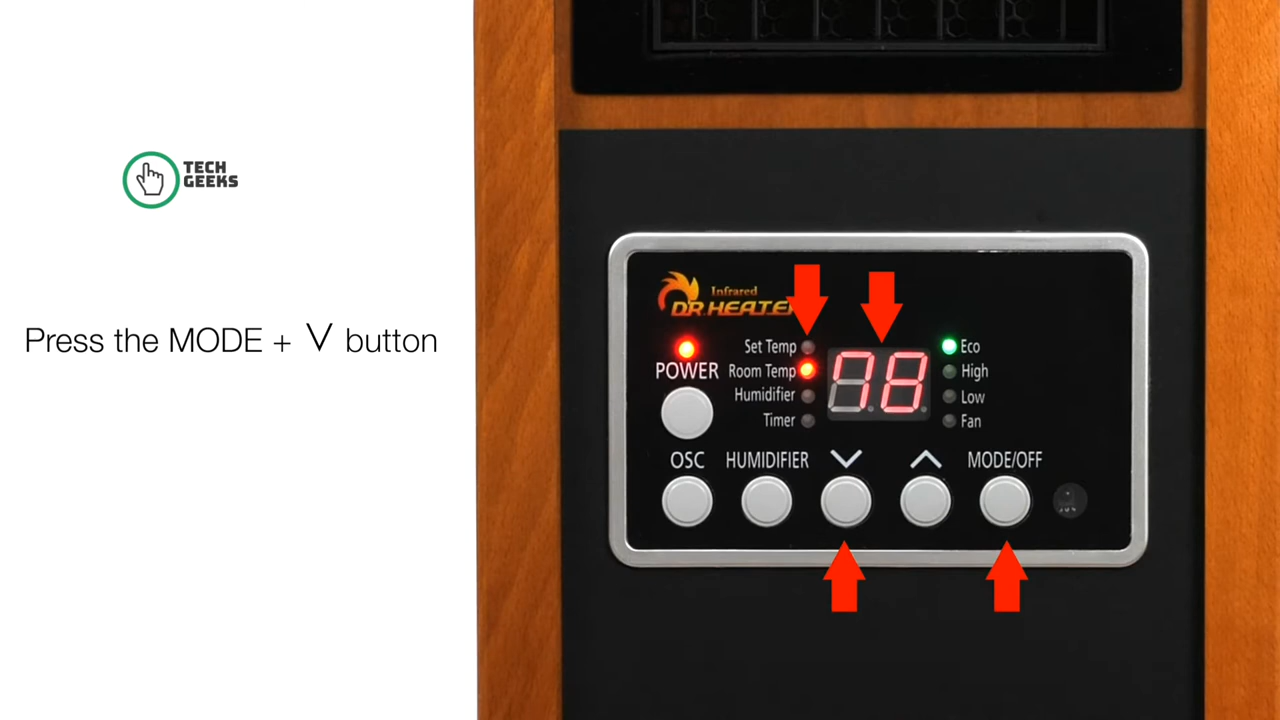 TECH
GEEKS
Press the MODE + V button
Infrared
DR. HEATER
POWER
Set Temp
Room Temp
Humidifier
Timer
78
Eco
High
Low
Fan
OSC
HUMIDIFIER
MODE/OFF